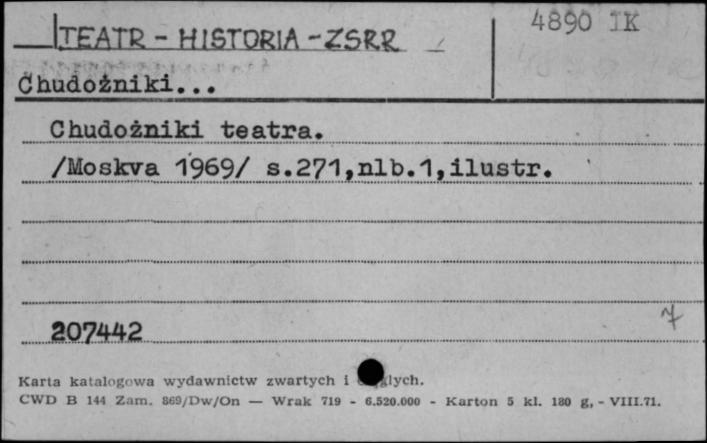 TEATR - HISTORIA - ZSRR
4890 IK
Chudożniki...
Chudożniki teatra.
/Moskva 1969/ s.271,nlb.1,ilustr.
207442
Karta katalogowa wydawnictw zwartych i
CWD B 144 Zam. 869/Dw/On — Wrak 719 - 6.520.000 - Karton 5 kl. 180 g, - VIII.71.